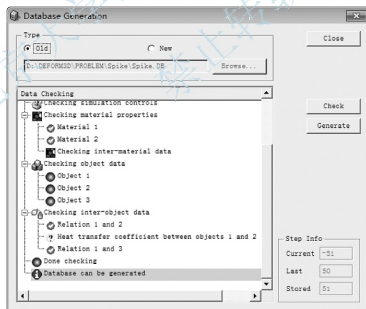 Database Generation
Type
Old
New
D:\DEFORM3D\PROBLEM\Spike\Spike.DB
Browse...
Close
Data Checking
Checking simulation controls
Checking material properties
Material 1
Material 2
Checking inter-material data
Checking object data
Object 1
Object 2
Object 3
Checking inter-object data
Relation 1 and 2
Heat transfer coefficient between objects 1 and 2
Relation 1 and 3
Done checking
Database can be generated
Check
Generate
Step Info
Current -51
Last 50
Stored 51